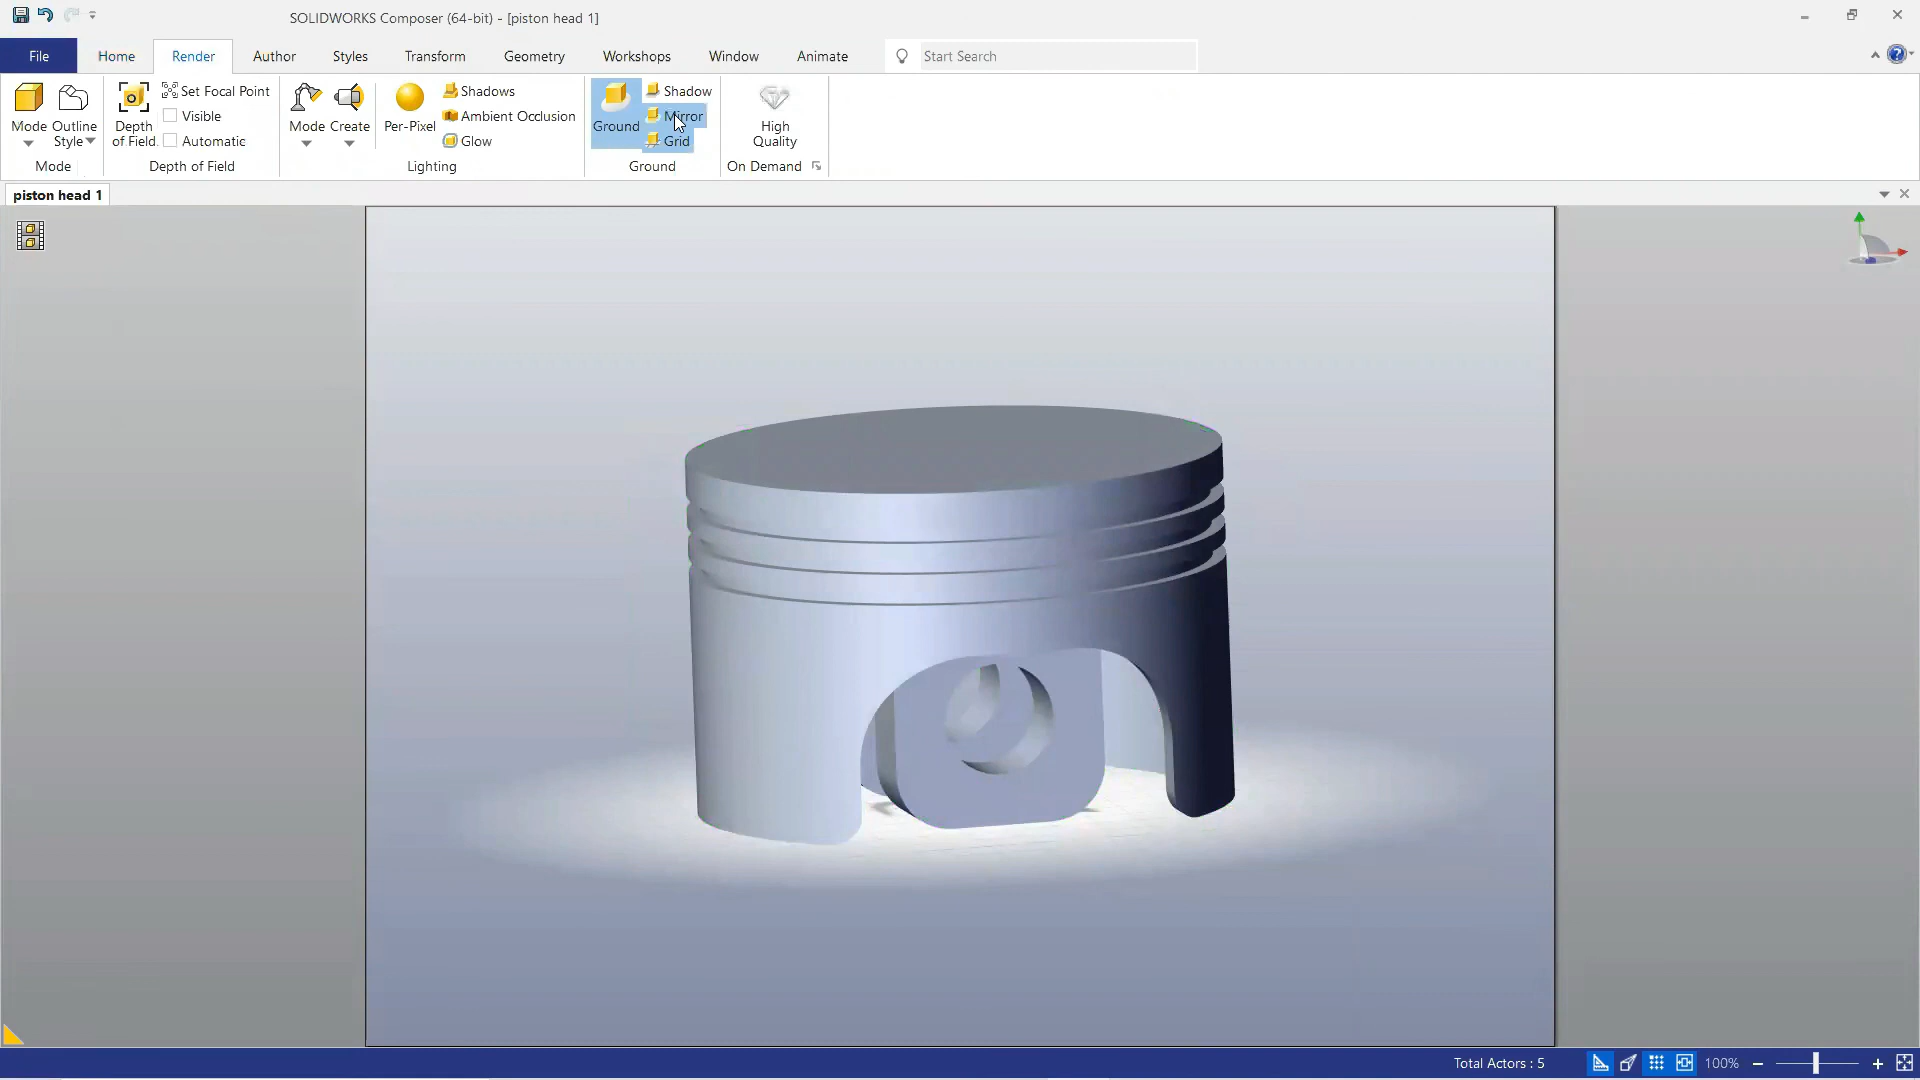 SOLIDWORKS Composer (64-bit) - [piston head 1]
File Home Render Author Styles Transform Geometry Workshops Window Animate Start Search
Mode Outline Style Mode
Depth of Field Set Focal Point Visible Automatic Depth of Field
Mode Create Per-Pixel Shadows Ambient Occlusion Glow Lighting
Ground Shadow Mirror Grid Ground
High Quality On Demand
piston head 1
Total Actors : 5 100%